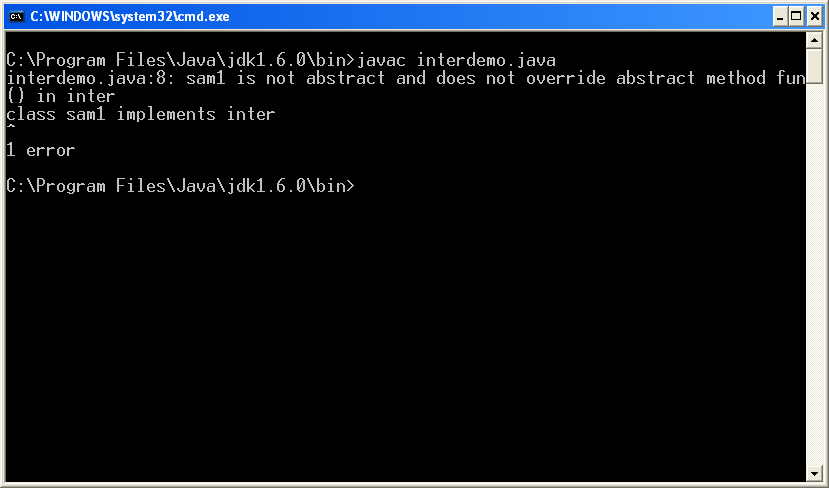 C:\WINDOWS\system32\cmd.exe
C:\Program Files\Java\jdk1.6.0\bin>javac interdemo.java
interdemo.java:8: sam1 is not abstract and does not override abstract method fun
() in inter
class sam1 implements inter
^
1 error
C:\Program Files\Java\jdk1.6.0\bin>